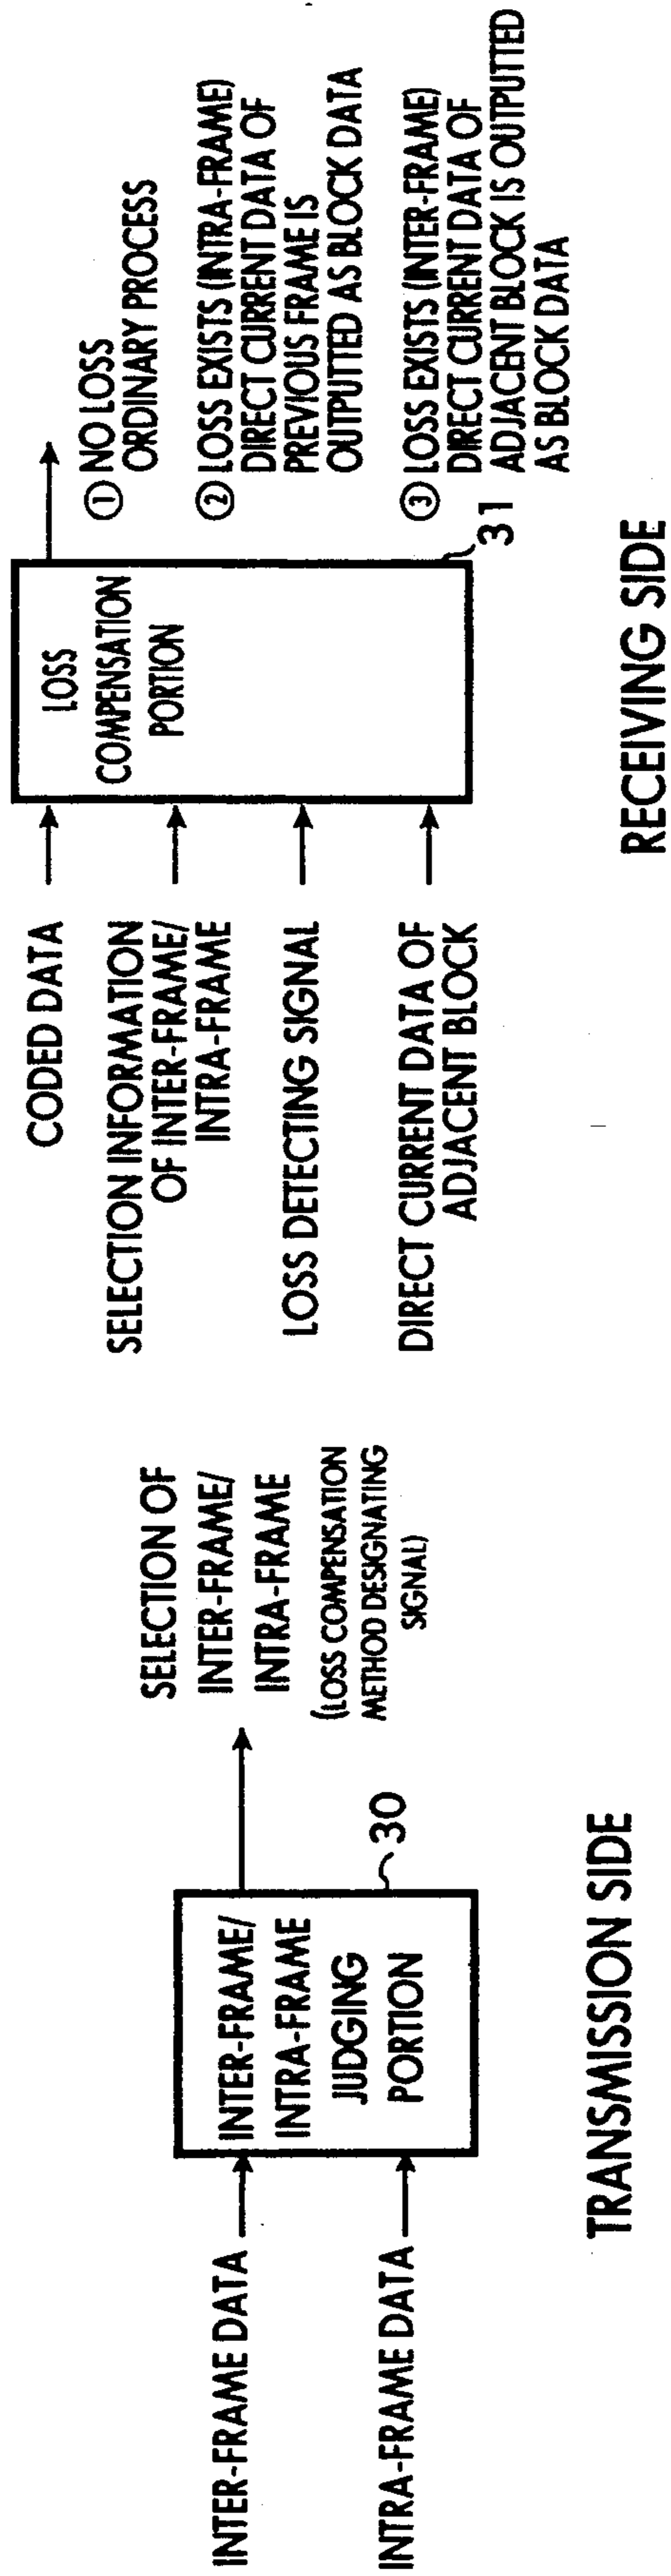 INTER-FRAME DATA
INTRA-FRAME DATA
INTER-FRAME/
INTRA-FRAME
JUDGING
PORTION
30
SELECTION OF
INTER-FRAME/
INTRA-FRAME
(LOSS COMPENSATION
METHOD DESIGNATING
SIGNAL)
TRANSMISSION SIDE
CODED DATA
SELECTION INFORMATION
OF INTER-FRAME/
INTRA-FRAME
LOSS DETECTING SIGNAL
DIRECT CURRENT DATA OF
ADJACENT BLOCK
LOSS
COMPENSATION
PORTION
31
① NO LOSS
ORDINARY PROCESS
② LOSS EXISTS (INTRA-FRAME)
DIRECT CURRENT DATA OF
PREVIOUS FRAME IS
OUTPUTTED AS BLOCK DATA
③ LOSS EXISTS (INTER-FRAME)
DIRECT CURRENT DATA OF
ADJACENT BLOCK IS OUTPUTTED
AS BLOCK DATA
RECEIVING SIDE